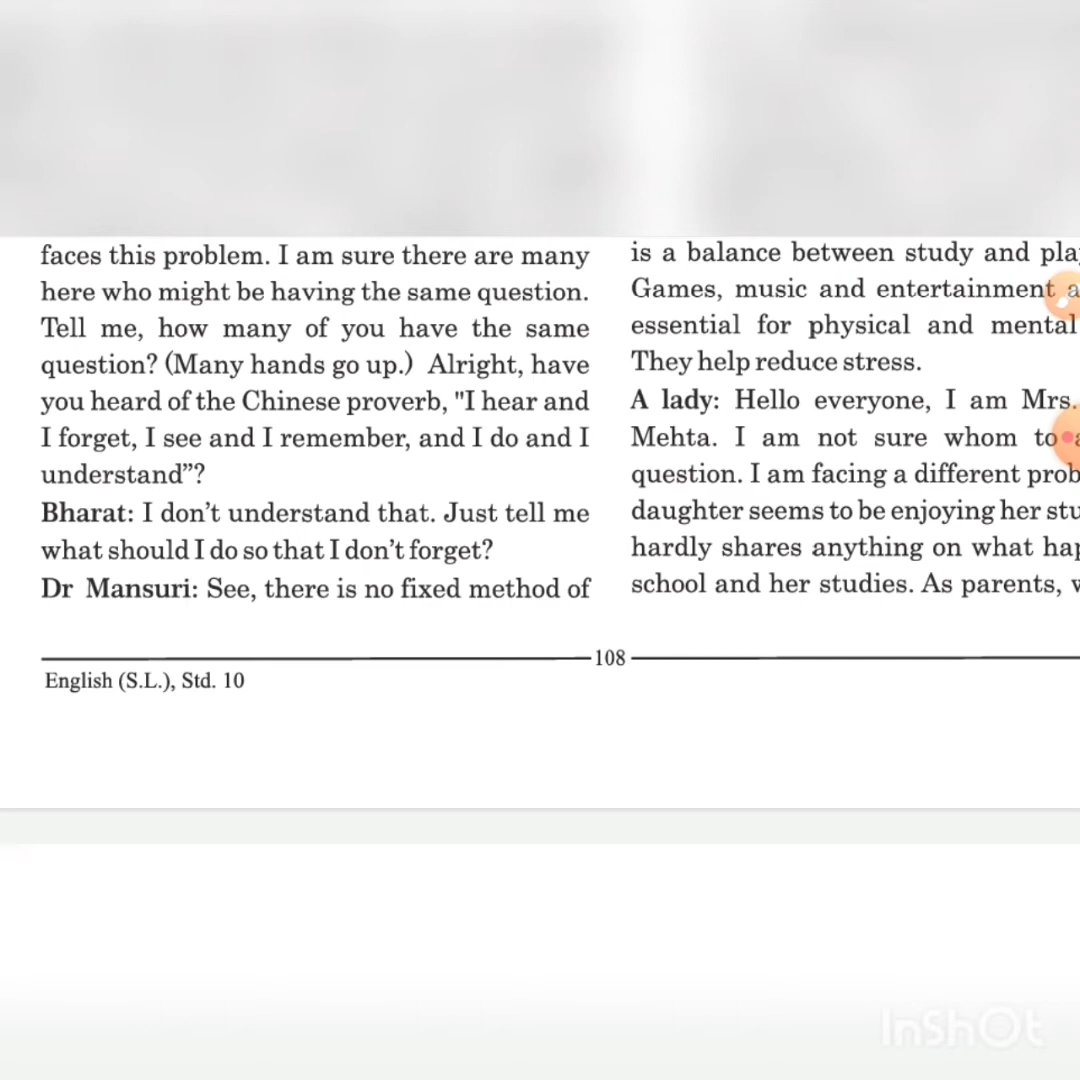 faces this problem. I am sure there are many
here who might be having the same question.
Tell me, how many of you have the same
question? (Many hands go up.) Alright, have
you heard of the Chinese proverb, "I hear and
I forget, I see and I remember, and I do and I
understand”?
Bharat: I don’t understand that. Just tell me
what should I do so that I don’t forget?
Dr Mansuri: See, there is no fixed method of
is a balance between study and
Games, music and entertainment
essential for physical and mental
They help reduce stress.
A lady: Hello everyone, I am Mrs.
Mehta. I am not sure whom to
question. I am facing a different
daughter seems to be enjoying her
hardly shares anything on what
school and her studies. As parents,
108
English (S.L.), Std. 10
InShOt